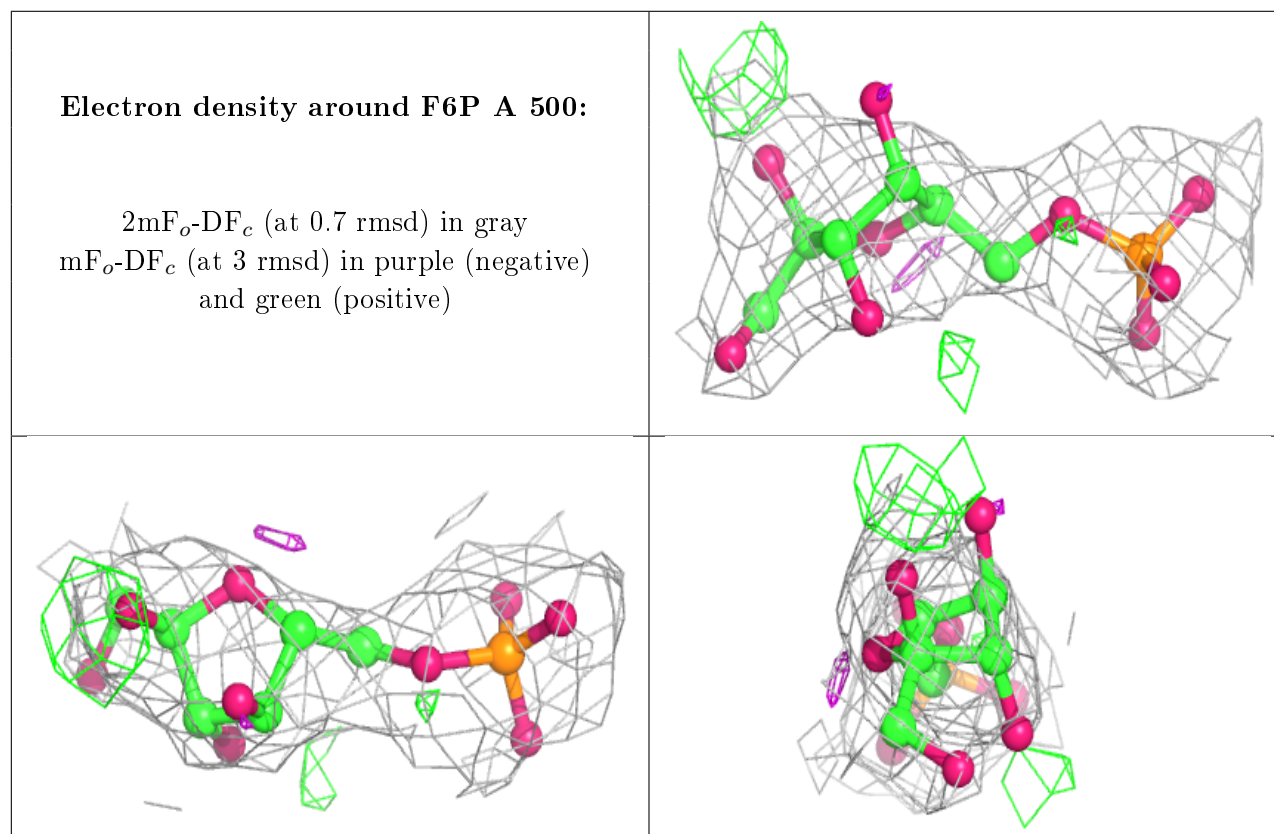 Electron density around F6P A 500:
2mFₒ-DF𝒸 (at 0.7 rmsd) in gray
mFₒ-DF𝒸 (at 3 rmsd) in purple (negative)
and green (positive)